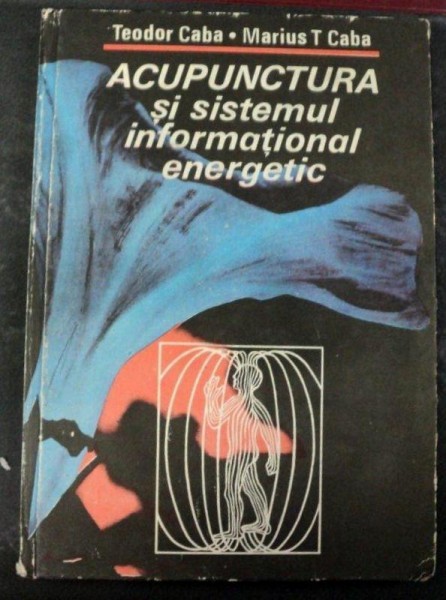 Teodor Caba • Marius T Caba
ACUPUNCTURA
și sistemul
informațional
energetic